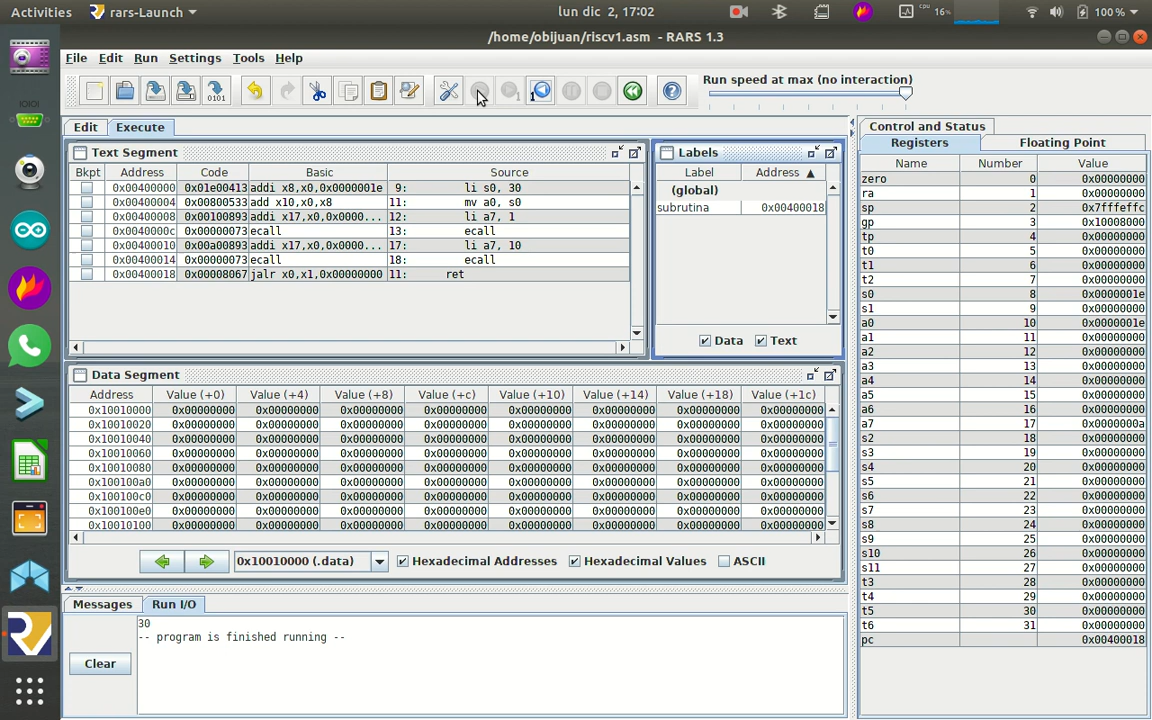 Activities rars-Launch lun dic 2, 17:02 cpu 16% 100 %
/home/obijuan/riscv1.asm - RARS 1.3
File Edit Run Settings Tools Help
Run speed at max (no interaction)
Edit Execute
Text Segment
Bkpt Address Code Basic Source
0x00400000 0x01e00413 addi x8,x0,0x0000001e 9: li s0, 30
0x00400004 0x00800533 add x10,x0,x8 11: mv a0, s0
0x00400008 0x00100893 addi x17,x0,0x0000... 12: li a7, 1
0x0040000c 0x00000073 ecall 13: ecall
0x00400010 0x00a00893 addi x17,x0,0x0000... 17: li a7, 10
0x00400014 0x00000073 ecall 18: ecall
0x00400018 0x00008067 jalr x0,x1,0x00000000 11: ret
Labels
Label Address ▲
(global)
subrutina 0x00400018
Data Text
Data Segment
Address Value (+0) Value (+4) Value (+8) Value (+c) Value (+10) Value (+14) Value (+18) Value (+1c)
0x10010000 0x00000000 0x00000000 0x00000000 0x00000000 0x00000000 0x00000000 0x00000000 0x00000000
0x10010020 0x00000000 0x00000000 0x00000000 0x00000000 0x00000000 0x00000000 0x00000000 0x00000000
0x10010040 0x00000000 0x00000000 0x00000000 0x00000000 0x00000000 0x00000000 0x00000000 0x00000000
0x10010060 0x00000000 0x00000000 0x00000000 0x00000000 0x00000000 0x00000000 0x00000000 0x00000000
0x10010080 0x00000000 0x00000000 0x00000000 0x00000000 0x00000000 0x00000000 0x00000000 0x00000000
0x100100a0 0x00000000 0x00000000 0x00000000 0x00000000 0x00000000 0x00000000 0x00000000 0x00000000
0x100100c0 0x00000000 0x00000000 0x00000000 0x00000000 0x00000000 0x00000000 0x00000000 0x00000000
0x100100e0 0x00000000 0x00000000 0x00000000 0x00000000 0x00000000 0x00000000 0x00000000 0x00000000
0x10010100 0x00000000 0x00000000 0x00000000 0x00000000 0x00000000 0x00000000 0x00000000 0x00000000
0x10010000 (.data) Hexadecimal Addresses Hexadecimal Values ASCII
Messages Run I/O
30
-- program is finished running --
Clear
Control and Status
Registers Floating Point
Name Number Value
zero 0 0x00000000
ra 1 0x00000000
sp 2 0x7fffeffc
gp 3 0x10008000
tp 4 0x00000000
t0 5 0x00000000
t1 6 0x00000000
t2 7 0x00000000
s0 8 0x0000001e
s1 9 0x00000000
a0 10 0x0000001e
a1 11 0x00000000
a2 12 0x00000000
a3 13 0x00000000
a4 14 0x00000000
a5 15 0x00000000
a6 16 0x00000000
a7 17 0x0000000a
s2 18 0x00000000
s3 19 0x00000000
s4 20 0x00000000
s5 21 0x00000000
s6 22 0x00000000
s7 23 0x00000000
s8 24 0x00000000
s9 25 0x00000000
s10 26 0x00000000
s11 27 0x00000000
t3 28 0x00000000
t4 29 0x00000000
t5 30 0x00000000
t6 31 0x00000000
pc 0x00400018